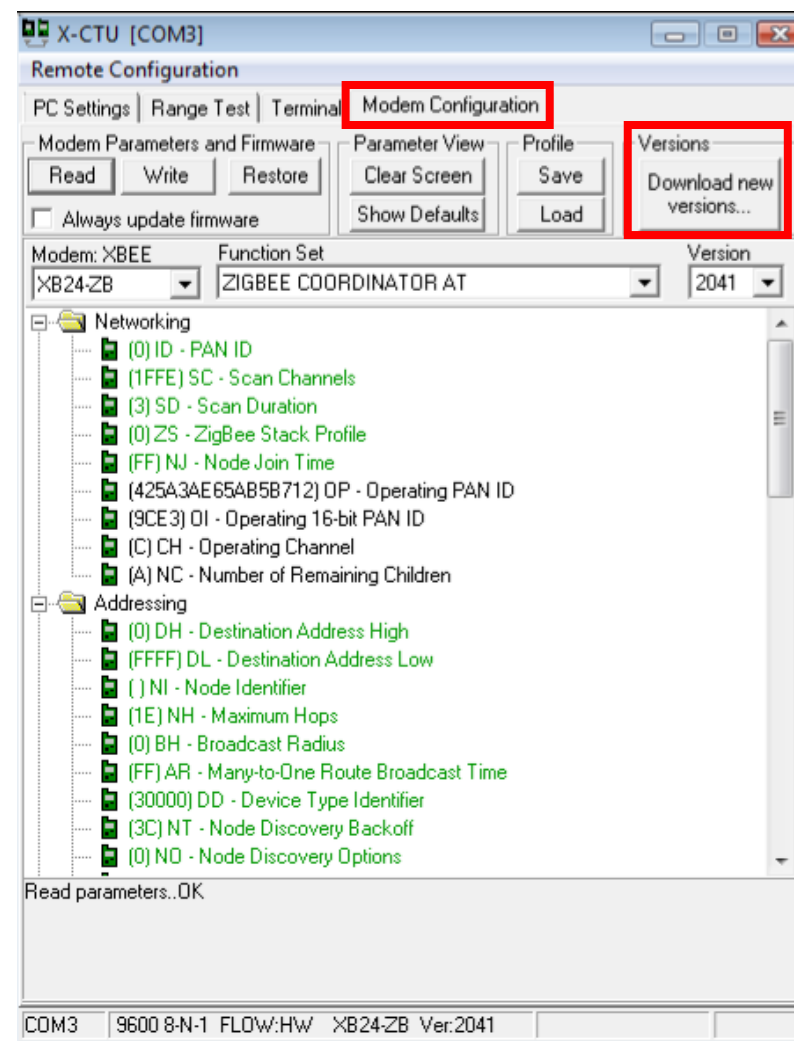 X-CTU [COM3]
Remote Configuration
PC Settings Range Test Terminal Modem Configuration
Modem Parameters and Firmware Parameter View Profile Versions
Read Write Restore Clear Screen Save Download new versions...
Always update firmware Show Defaults Load
Modem: XBEE Function Set Version
XB24-ZB ZIGBEE COORDINATOR AT 2041
Networking
(0) ID - PAN ID
(1FFE) SC - Scan Channels
(3) SD - Scan Duration
(0) ZS - ZigBee Stack Profile
(FF) NJ - Node Join Time
(425A3AE65AB5B712) OP - Operating PAN ID
(9CE3) OI - Operating 16-bit PAN ID
(C) CH - Operating Channel
(A) NC - Number of Remaining Children
Addressing
(0) DH - Destination Address High
(FFFF) DL - Destination Address Low
( ) NI - Node Identifier
(1E) NH - Maximum Hops
(0) BH - Broadcast Radius
(FF) AR - Many-to-One Route Broadcast Time
(30000) DD - Device Type Identifier
(3C) NT - Node Discovery Backoff
(0) NO - Node Discovery Options
Read parameters..OK
COM3 9600 8-N-1 FLOW:HW XB24-ZB Ver:2041